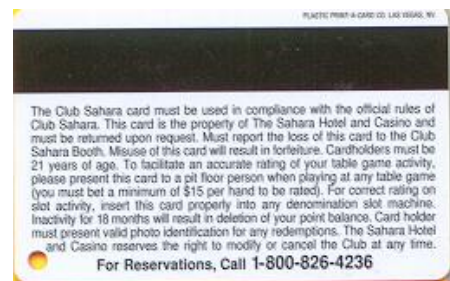 PLASTIC PRINT-A-CARD CO. LAS VEGAS, NV.
The Club Sahara card must be used in compliance with the official rules of
Club Sahara. This card is the property of The Sahara Hotel and Casino and
must be returned upon request. Must report the loss of this card to the Club
Sahara Booth. Misuse of this card will result in forfeiture. Cardholders must be
21 years of age. To facilitate an accurate rating of your table game activity,
please present this card to a pit floor person when playing at any table game
(you must bet a minimum of $15 per hand to be rated). For correct rating on
slot activity, insert this card properly into any denomination slot machine.
Inactivity for 18 months will result in deletion of your point balance. Card holder
must present valid photo identification for any redemptions. The Sahara Hotel
and Casino reserves the right to modify or cancel the Club at any time.
For Reservations, Call 1-800-826-4236